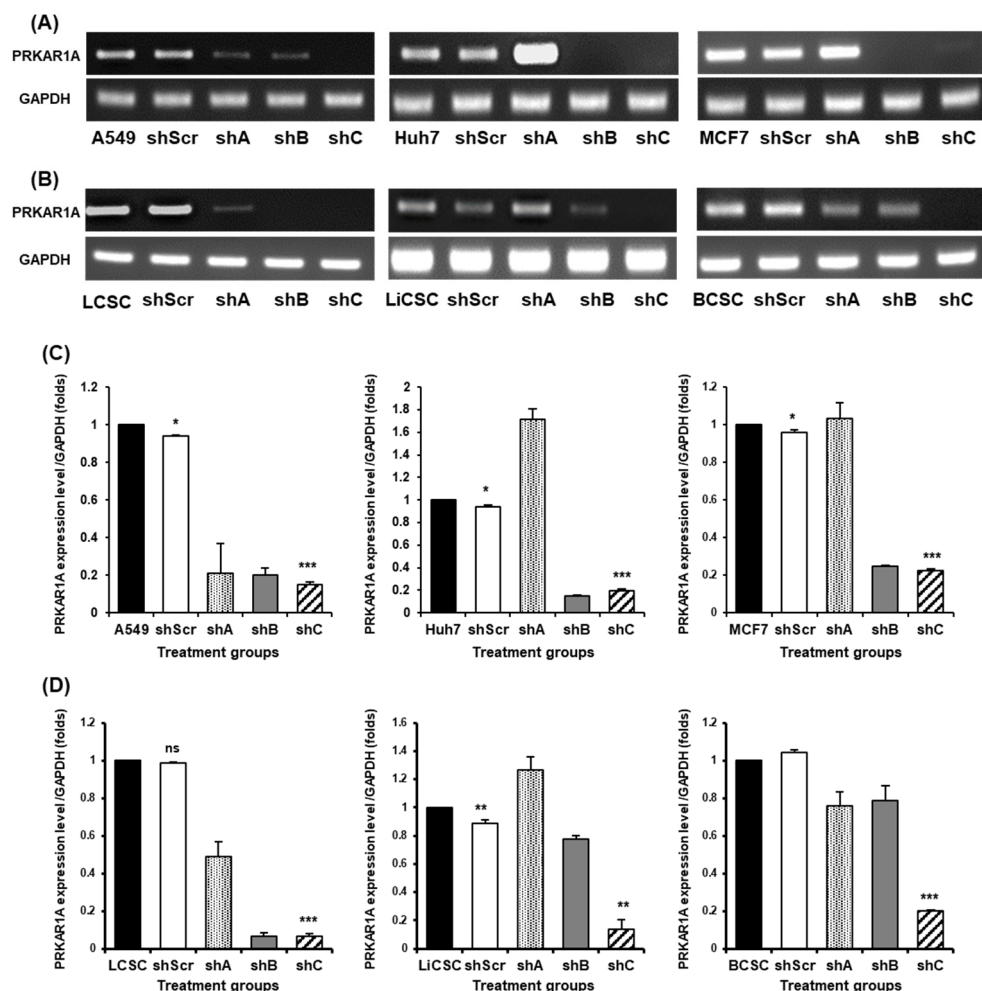 (A)
PRKAR1A
GAPDH
A549 shScr shA shB shC Huh7 shScr shA shB shC MCF7 shScr shA shB shC
(B)
PRKAR1A
GAPDH
LCSC shScr shA shB shC LiCSC shScr shA shB shC BCSC shScr shA shB shC
(C)
PRKAR1A expression level /GAPDH (folds)
1.2
1
0.8
0.6
0.4
0.2
0
*
***
A549 shScr shA shB shC
Treatment groups
PRKAR1A expression level /GAPDH (folds)
2
1.8
1.6
1.4
1.2
1
0.8
0.6
0.4
0.2
0
*
***
Huh7 shScr shA shB shC
Treatment groups
PRKAR1A expression level /GAPDH (folds)
1.2
1
0.8
0.6
0.4
0.2
0
*
***
MCF7 shScr shA shB shC
Treatment groups
(D)
PRKAR1A expression level /GAPDH (folds)
1.2
1
0.8
0.6
0.4
0.2
0
ns
***
LCSC shScr shA shB shC
Treatment groups
PRKAR1A expression level /GAPDH (folds)
1.6
1.4
1.2
1
0.8
0.6
0.4
0.2
0
**
**
LiCSC shScr shA shB shC
Treatment groups
PRKAR1A expression level /GAPDH (folds)
1.2
1
0.8
0.6
0.4
0.2
0
***
BCSC shScr shA shB shC
Treatment groups